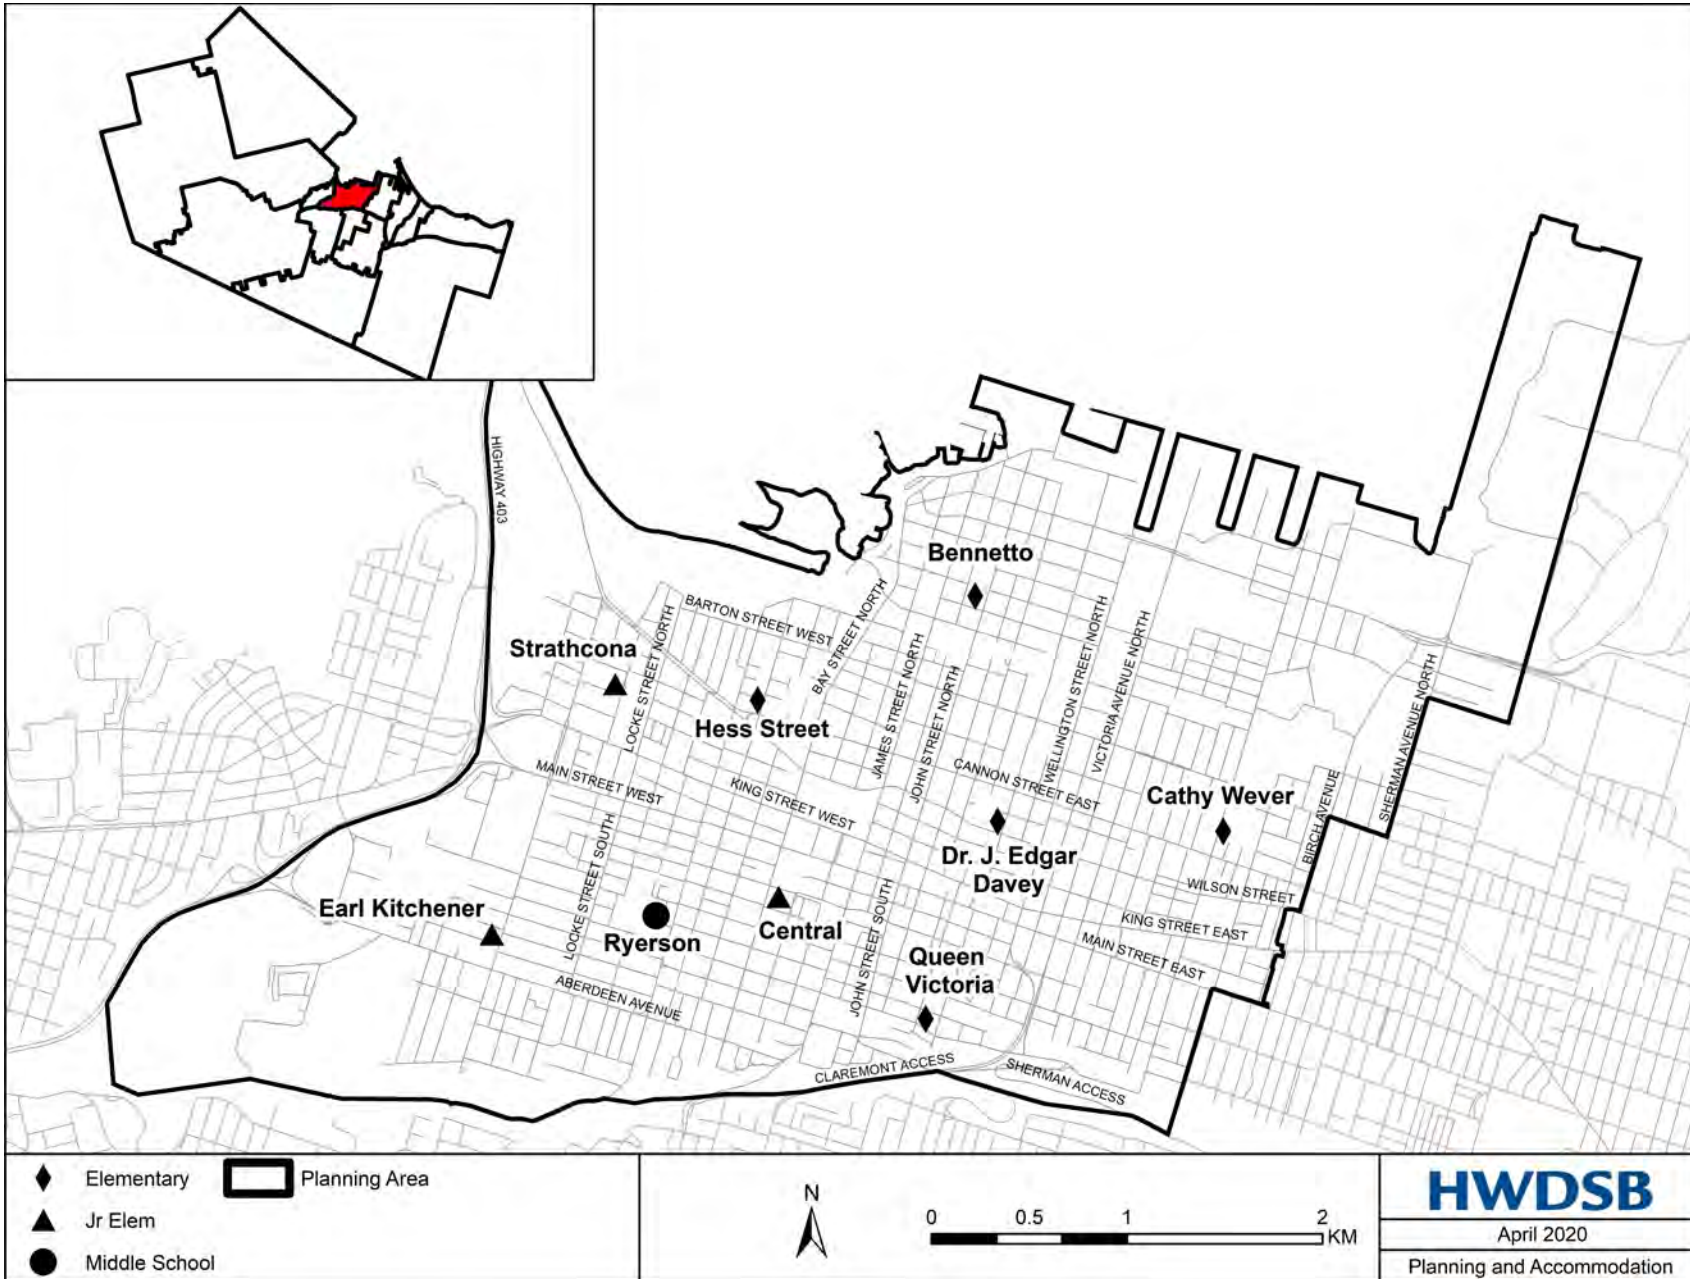 HIGHWAY 403
Bennetto
BARTON STREET WEST
BAY STREET NORTH
LOCKE STREET NORTH
Strathcona
JAMES STREET NORTH
JOHN STREET NORTH
WELLINGTON STREET NORTH
VICTORIA AVENUE NORTH
SHERMAN AVENUE NORTH
Hess Street
MAIN STREET WEST
KING STREET WEST
CANNON STREET EAST
Cathy Wever
BIRCH AVENUE
Dr. J. Edgar
Davey
LOCKE STREET SOUTH
WILSON STREET
Earl Kitchener
Ryerson
Central
JOHN STREET SOUTH
KING STREET EAST
MAIN STREET EAST
Queen
Victoria
ABERDEEN AVENUE
CLAREMONT ACCESS
SHERMAN ACCESS
Elementary
Planning Area
Jr Elem
Middle School
N
0 0.5 1 2
KM
HWDSB
April 2020
Planning and Accommodation